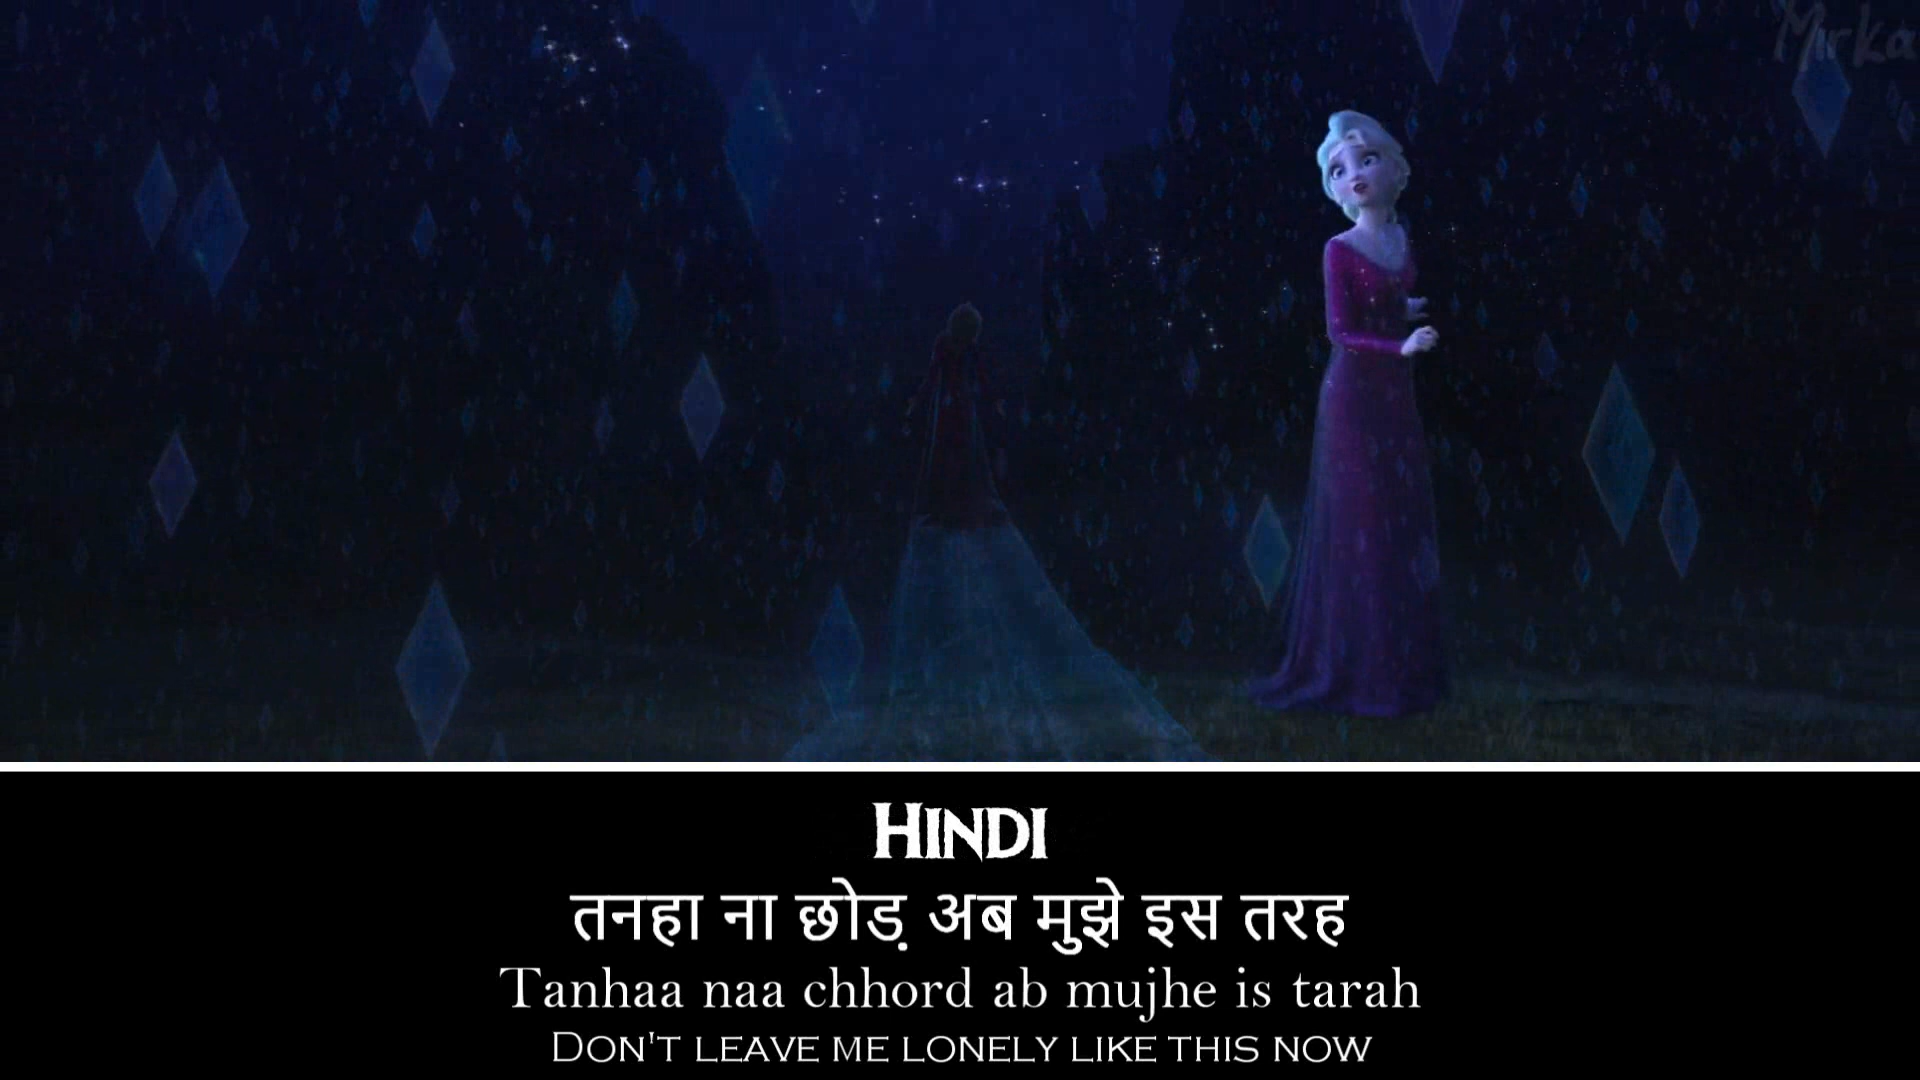 Mirka
HINDI
तनहा ना छोड़ अब मुझे इस तरह
Tanhaa naa chhord ab mujhe is tarah
DON'T LEAVE ME LONELY LIKE THIS NOW